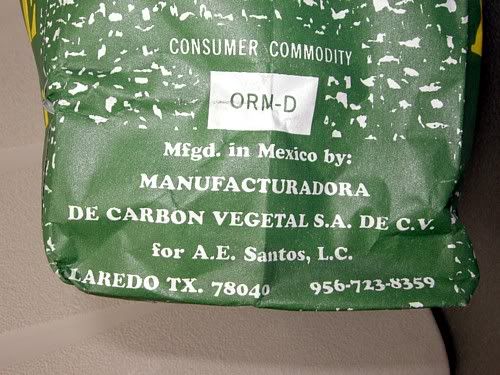 CONSUMER COMMODITY
ORM-D
Mfgd. in Mexico by:
MANUFACTURADORA
DE CARBON VEGETAL S.A. DE C.V.
for A.E. Santos, L.C.
LAREDO TX. 78040 956-723-8359